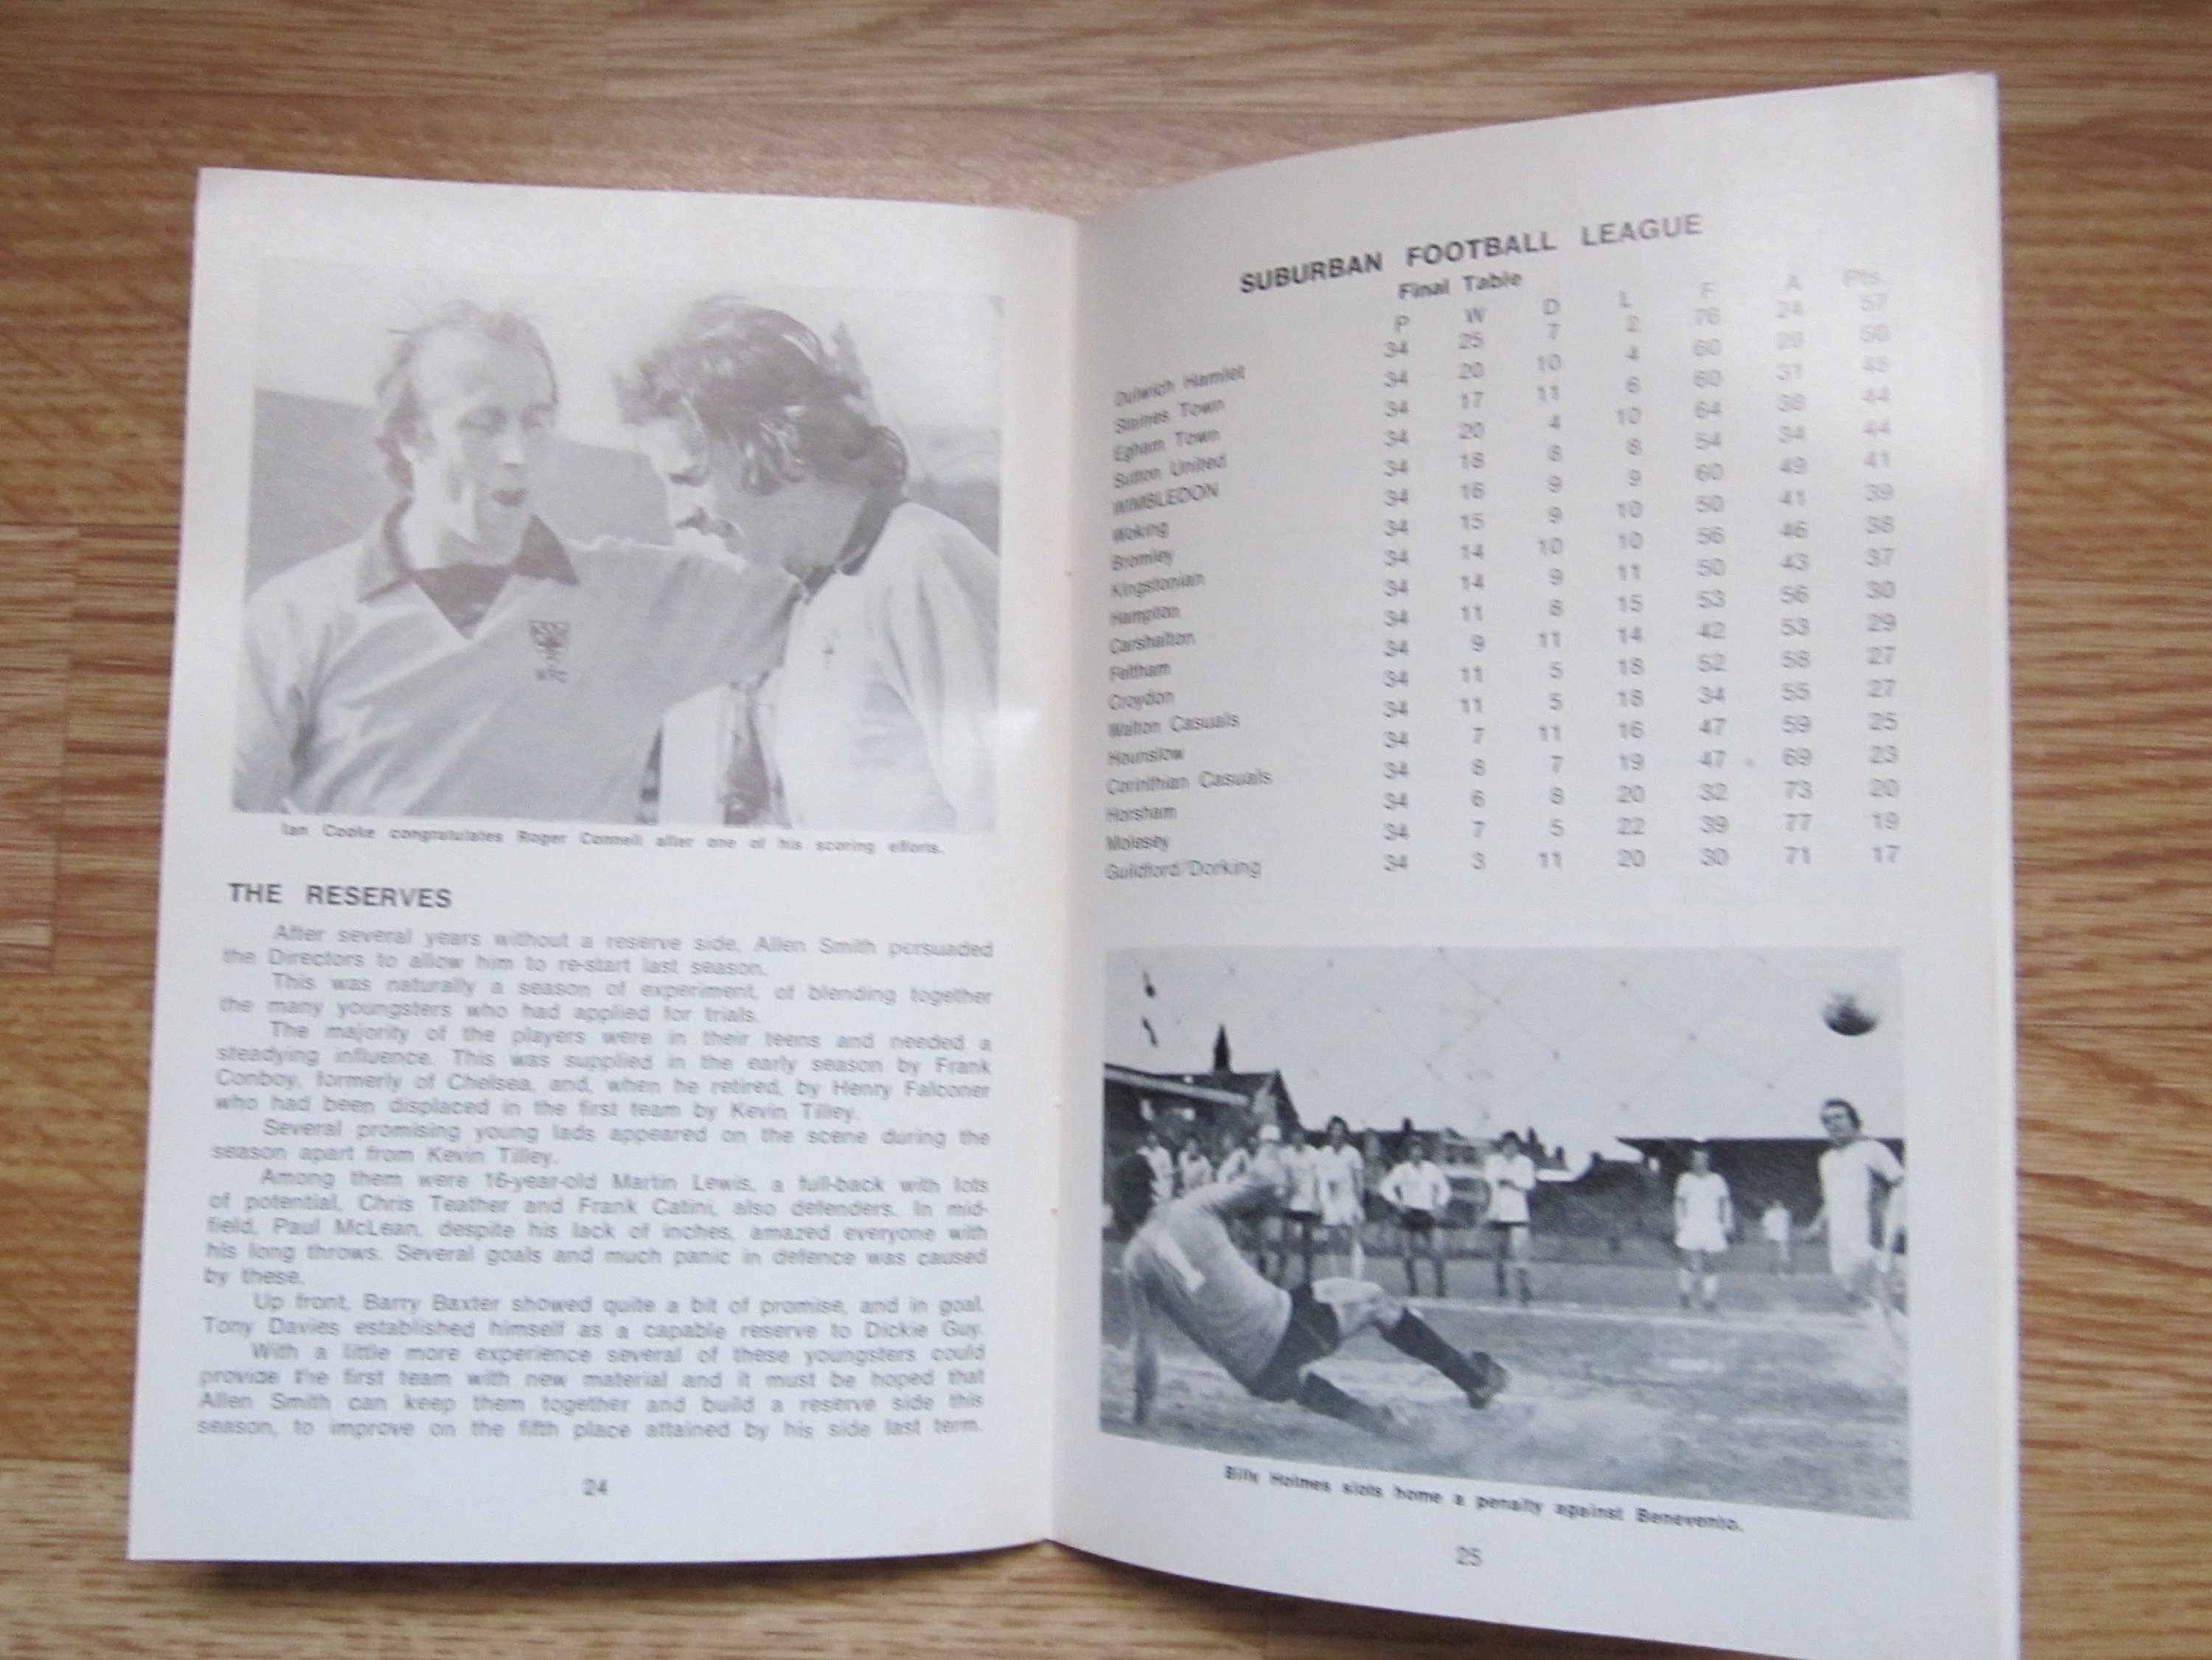 Ian Cooke congratulates Roger Connell after one of his scoring efforts.
THE RESERVES
After several years without a reserve side, Allen Smith persuaded
the Directors to allow him to re-start last season.
This was naturally a season of experiment, of blending together
the many youngsters who had applied for trials.
The majority of the players were in their teens and needed a
steadying influence. This was supplied in the early season by Frank
Conboy, formerly of Chelsea, and, when he retired, by Henry Falconer
who had been displaced in the first team by Kevin Tilley.
Several promising young lads appeared on the scene during the
season apart from Kevin Tilley.
Among them were 16-year-old Martin Lewis, a full-back with lots
of potential, Chris Teather and Frank Catini, also defenders. In mid-
field, Paul McLean, despite his lack of inches, amazed everyone with
his long throws. Several goals and much panic in defence was caused
by these.
Up front, Barry Baxter showed quite a bit of promise, and in goal,
Tony Davies established himself as a capable reserve to Dickie Guy.
With a little more experience several of these youngsters could
provide the first team with new material and it must be hoped that
Allen Smith can keep them together and build a reserve side this
season, to improve on the fifth place attained by his side last term.
24
SUBURBAN FOOTBALL LEAGUE
Final Table
P W D L F A Pts.
Dulwich Hamlet 34 25 7 2 76 24 57
Staines Town 34 20 10 4 60 29 50
Egham Town 34 17 11 6 60 31 45
Sutton United 34 20 4 10 64 38 44
WIMBLEDON 34 18 8 8 54 34 44
Woking 34 16 9 9 60 49 41
Bromley 34 15 9 10 50 41 39
Kingstonian 34 14 10 10 56 46 38
Hampton 34 14 9 11 50 43 37
Carshalton 34 11 8 15 53 56 30
Feltham 34 9 11 14 42 53 29
Croydon 34 11 5 18 52 58 27
Walton Casuals 34 11 5 18 34 55 27
Hounslow 34 7 11 16 47 59 25
Corinthian Casuals 34 8 7 19 47 69 23
Horsham 34 6 8 20 32 73 20
Molesey 34 7 5 22 39 77 19
Guildford/Dorking 34 3 11 20 30 71 17
1
Billy Holmes slots home a penalty against Benevento.
25